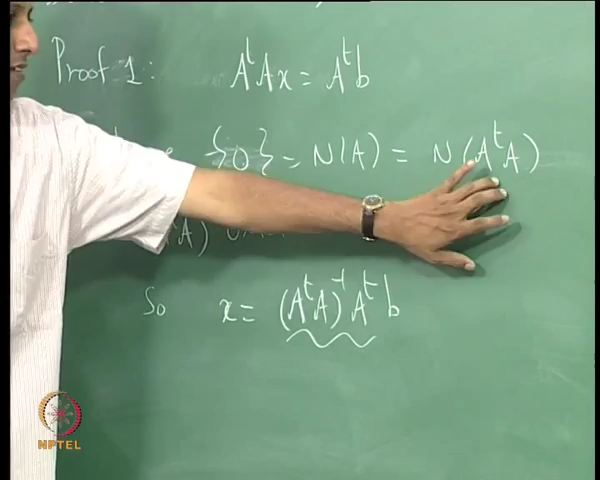 Proof 1: AᵗAx = Aᵗb
{0} = N(A) = N(AᵗA)
A)
So x = (AᵗA)⁻¹Aᵗb
NPTEL